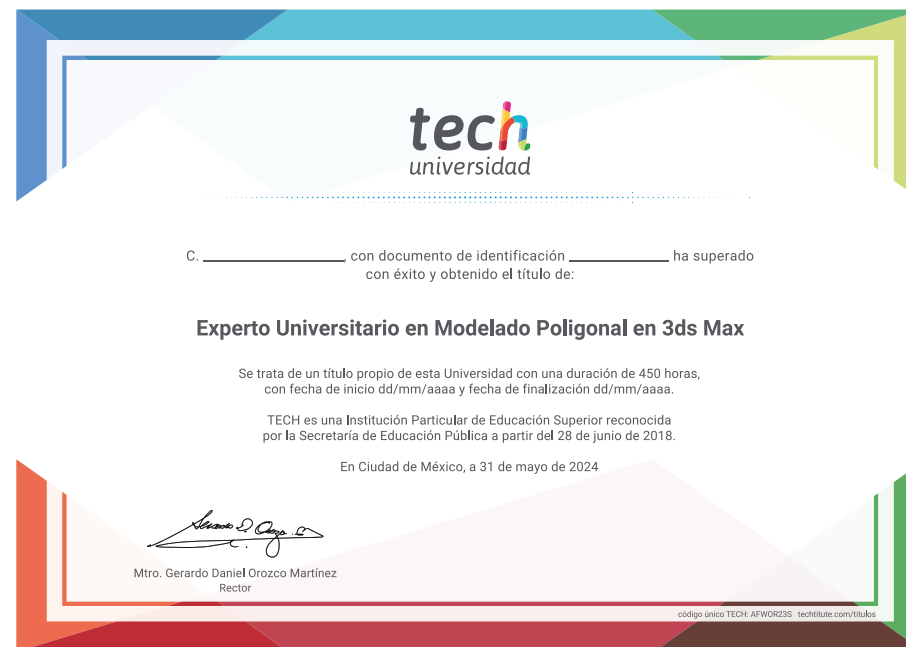 tech
universidad
C. ____________, con documento de identificación ____________ ha superado
con éxito y obtenido el título de:
Experto Universitario en Modelado Poligonal en 3ds Max
Se trata de un título propio de esta Universidad con una duración de 450 horas,
con fecha de inicio dd/mm/aaaa y fecha de finalización dd/mm/aaaa.
TECH es una Institución Particular de Educación Superior reconocida
por la Secretaría de Educación Pública a partir del 28 de junio de 2018.
En Ciudad de México, a 31 de mayo de 2024
Mtro. Gerardo Daniel Orozco Martínez
Rector
código único TECH: AFWOR23S techtitute.com/titulos